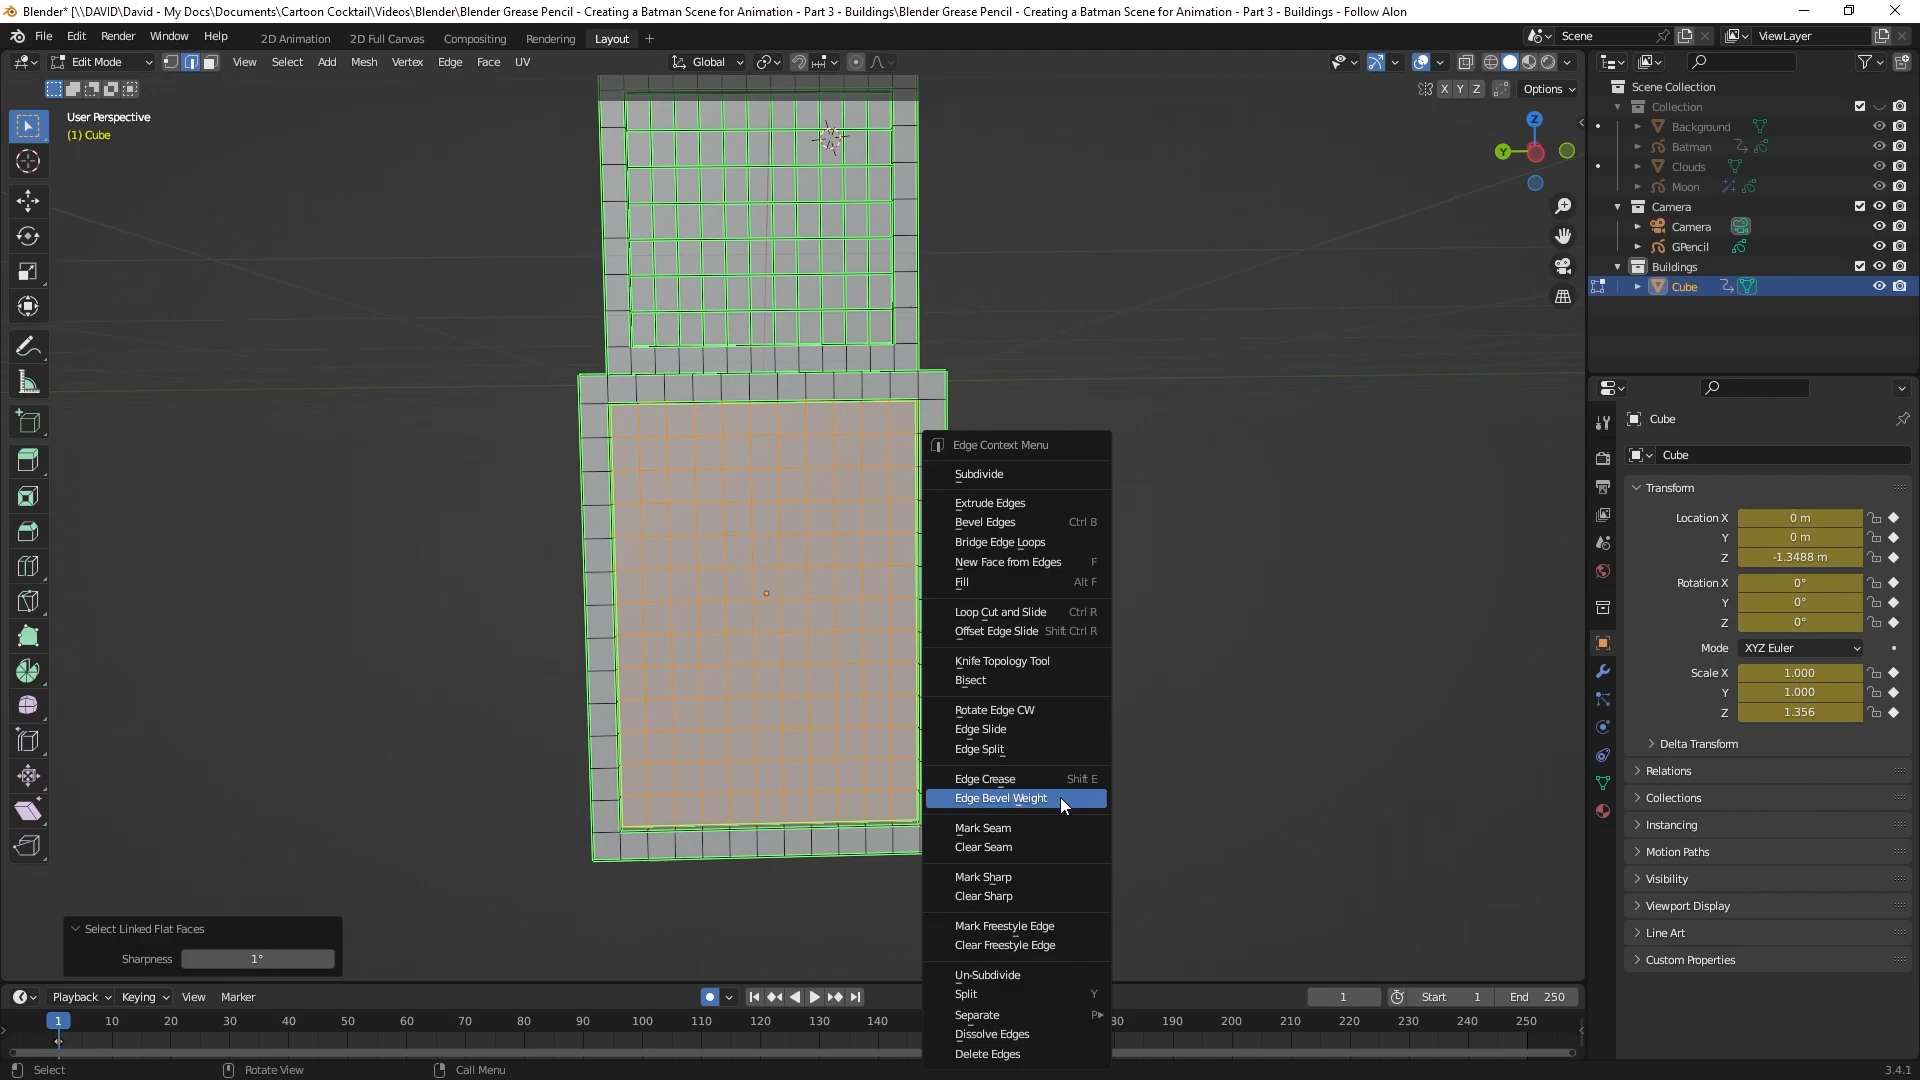 Blender* [\\DAVID\David - My Docs\Documents\Cartoon Cocktail\Videos\Blender\Blender Grease Pencil - Creating a Batman Scene for Animation - Part 3 - Buildings\Blender Grease Pencil - Creating a Batman Scene for Animation - Part 3 - Buildings - Follow Alon
File Edit Render Window Help 2D Animation 2D Full Canvas Compositing Rendering Layout + Scene ViewLayer
Edit Mode View Select Add Mesh Vertex Edge Face UV Global
X Y Z Options
User Perspective
(1) Cube
Z
Y
Scene Collection
Collection
Background
Batman
Clouds
Moon
Camera
Camera
GPencil
Buildings
Cube
Edge Context Menu
Subdivide
Extrude Edges
Bevel Edges Ctrl B
Bridge Edge Loops
New Face from Edges F
Fill Alt F
Loop Cut and Slide Ctrl R
Offset Edge Slide Shift Ctrl R
Knife Topology Tool
Bisect
Rotate Edge CW
Edge Slide
Edge Split
Edge Crease Shift E
Edge Bevel Weight
Mark Seam
Clear Seam
Mark Sharp
Clear Sharp
Mark Freestyle Edge
Clear Freestyle Edge
Un-Subdivide
Split Y
Separate P
Dissolve Edges
Delete Edges
Cube
Cube
Transform
Location X 0 m
Y 0 m
Z -1.3488 m
Rotation X 0°
Y 0°
Z 0°
Mode XYZ Euler
Scale X 1.000
Y 1.000
Z 1.356
Delta Transform
Relations
Collections
Instancing
Motion Paths
Visibility
Viewport Display
Line Art
Custom Properties
Select Linked Flat Faces
Sharpness 1°
Playback Keying View Marker 1 Start 1 End 250
1 10 20 30 40 50 60 70 80 90 100 110 120 130 140 80 190 200 210 220 230 240 250
Select Rotate View Call Menu 3.4.1